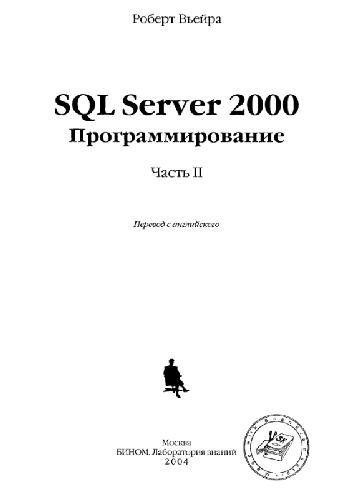 Роберт Вьейра
SQL Server 2000
Программирование
Часть II
Перевод с английского
Москва
БИНОМ. Лаборатория знаний
2004